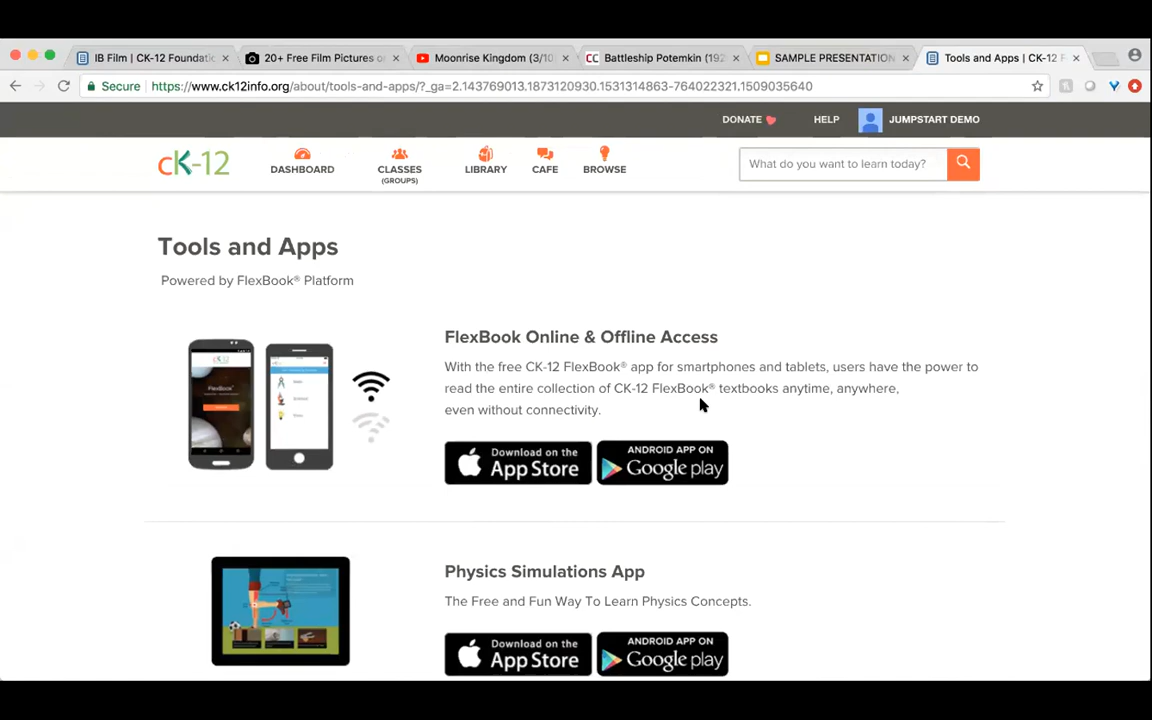 IB Film | CK-12 Foundati
20+ Free Film Pictures o
Moonrise Kingdom (3/10
Battleship Potemkin (192
SAMPLE PRESENTATION
Tools and Apps | CK-12 F
Secure
https://www.ck12info.org/about/tools-and-apps/?_ga=2.143769013.1873120930.1531314863-764022321.1509035640
DONATE
HELP
JUMPSTART DEMO
cK-12
DASHBOARD
CLASSES
(GROUPS)
LIBRARY
CAFE
BROWSE
What do you want to learn today?
Tools and Apps
Powered by FlexBook® Platform
FlexBook Online & Offline Access
With the free CK-12 FlexBook® app for smartphones and tablets, users have the power to
read the entire collection of CK-12 FlexBook® textbooks anytime, anywhere,
even without connectivity.
Download on the
App Store
ANDROID APP ON
Google play
Physics Simulations App
The Free and Fun Way To Learn Physics Concepts.
Download on the
App Store
ANDROID APP ON
Google play